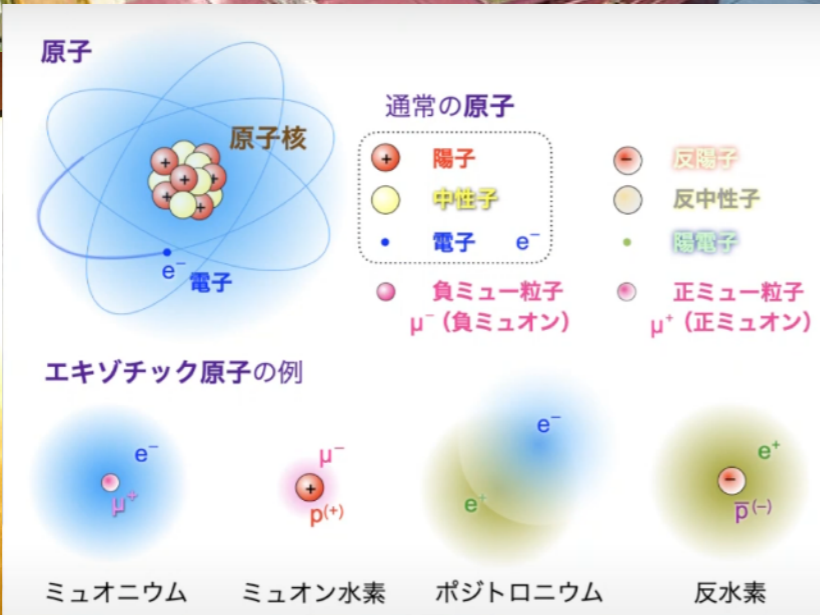 原子
原子核
e⁻
電子
通常の原子
+ 陽子
中性子
電子 e⁻
負ミュー粒子
μ⁻(負ミュオン)
− 反陽子
反中性子
陽電子
正ミュー粒子
μ⁺(正ミュオン)
エキゾチック原子の例
e⁻
μ⁺
ミュオニウム
μ⁻
+
p(+)
ミュオン水素
e⁻
e⁺
ポジトロニウム
e⁺
−
p̅(−)
反水素